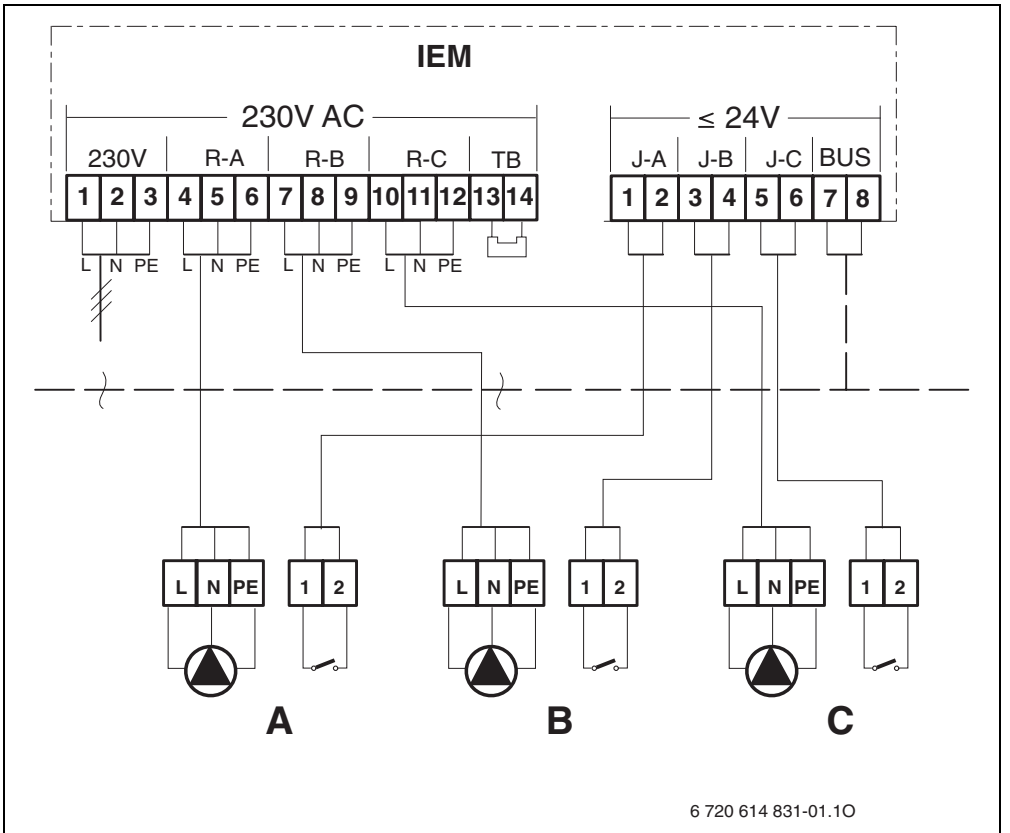 IEM
230V AC ≤ 24V
230V R-A R-B R-C TB J-A J-B J-C BUS
1 2 3 4 5 6 7 8 9 10 11 12 13 14 1 2 3 4 5 6 7 8
L N PE L N PE L N PE L N PE
L N PE 1 2 L N PE 1 2 L N PE 1 2
A B C
6 720 614 831-01.1O